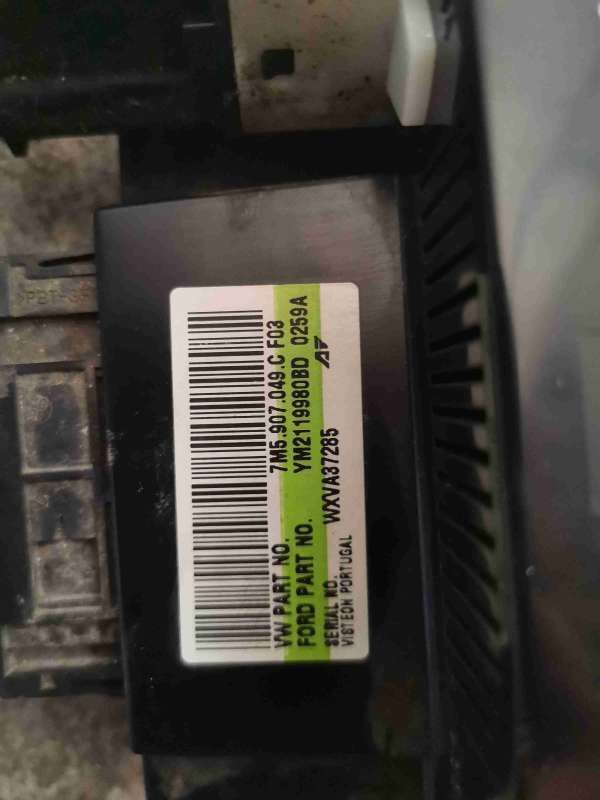 VW PART NO. 7M5.907.049.C F03
FORD PART NO. YM2119980BD 0259A
SERIAL NO. WXVA37285
VISTEON PORTUGAL